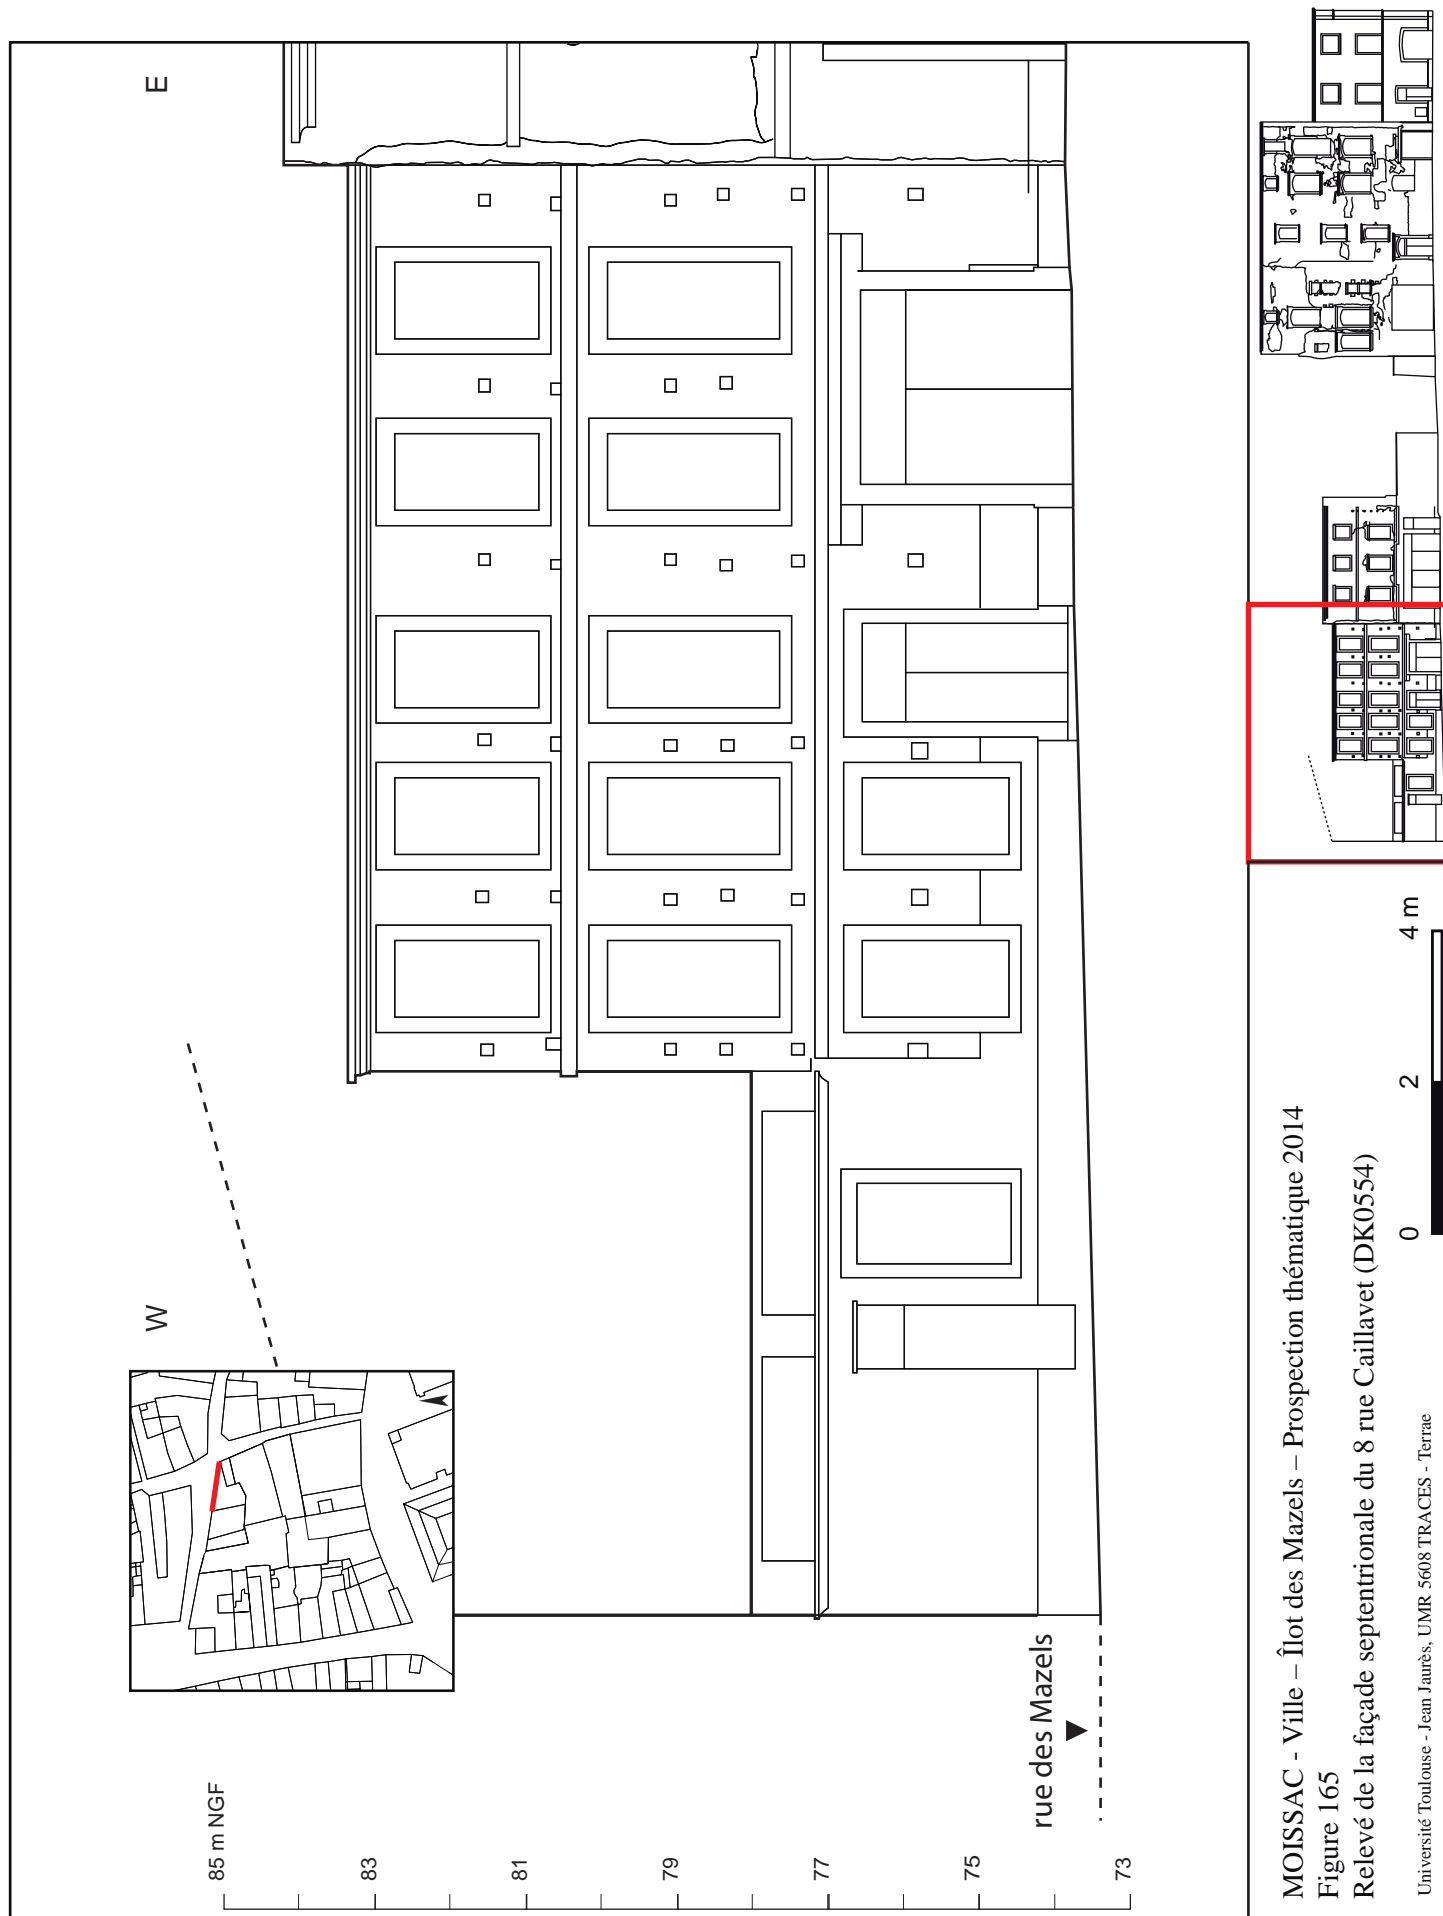 W
E
85 m NGF
83
81
79
77
75
73
rue des Mazels
MOISSAC - Ville – Îlot des Mazels – Prospection thématique 2014
Figure 165
Relevé de la façade septentrionale du 8 rue Caillavet (DK0554)
Université Toulouse - Jean Jaurès, UMR 5608 TRACES - Terrae
0 2 4 m